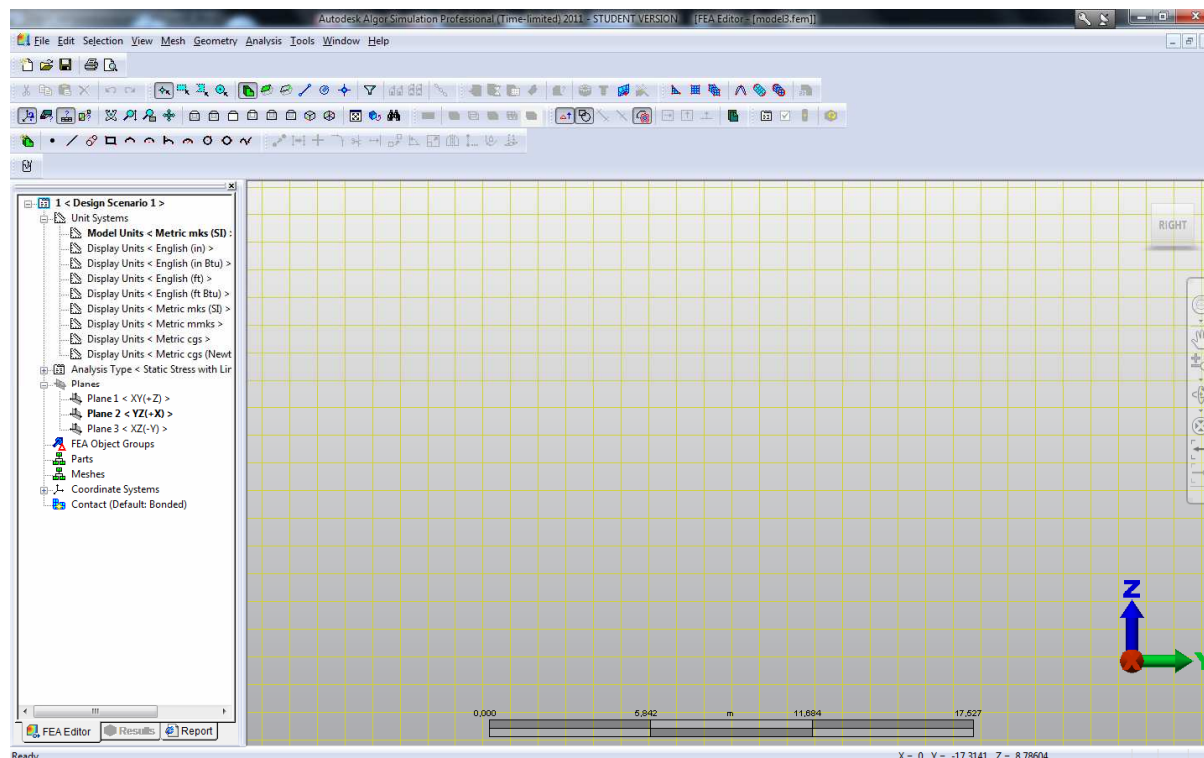 Autodesk Algor Simulation Professional (Time-limited) 2011 - STUDENT VERSION [FEA Editor - [model3.fem]]
File Edit Selection View Mesh Geometry Analysis Tools Window Help
1 < Design Scenario 1 >
Unit Systems
Model Units < Metric mks (SI) :
Display Units < English (in) >
Display Units < English (in Btu) >
Display Units < English (ft) >
Display Units < English (ft Btu) >
Display Units < Metric mks (SI) >
Display Units < Metric mmks >
Display Units < Metric cgs >
Display Units < Metric cgs (Newt
Analysis Type < Static Stress with Lir
Planes
Plane 1 < XY(+Z) >
Plane 2 < YZ(+X) >
Plane 3 < XZ(-Y) >
FEA Object Groups
Parts
Meshes
Coordinate Systems
Contact (Default: Bonded)
RIGHT
Z
X
Y
0,000 5,842 m 11,684 17,527
FEA Editor Results Report
Ready X = 0 Y = -17.3141 Z = 8.78604